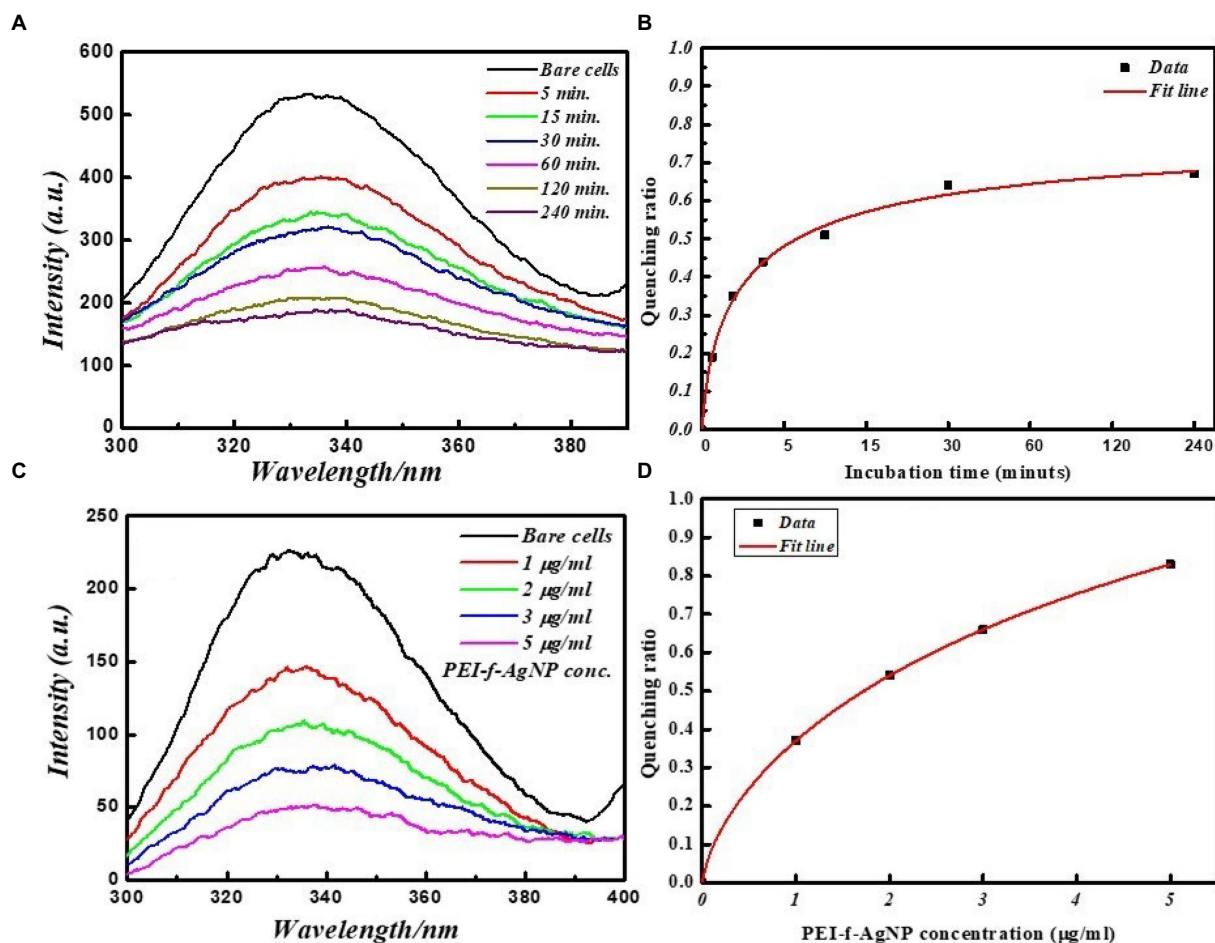 A
600
500
400
300
200
100
0
Intensity (a.u.)
Bare cells
5 min.
15 min.
30 min.
60 min.
120 min.
240 min.
300 320 340 360 380
Wavelength/nm
B
1.0
0.9
0.8
0.7
0.6
0.5
0.4
0.3
0.2
0.1
0.0
Quenching ratio
Data
Fit line
0 5 15 30 60 120 240
Incubation time (minuts)
C
250
200
150
100
50
0
Intensity (a.u.)
Bare cells
1 µg/ml
2 µg/ml
3 µg/ml
5 µg/ml
PEI-f-AgNP conc.
300 320 340 360 380 400
Wavelength/nm
D
1.0
0.9
0.8
0.7
0.6
0.5
0.4
0.3
0.2
0.1
0.0
Quenching ratio
Data
Fit line
0 1 2 3 4 5
PEI-f-AgNP concentration (µg/ml)